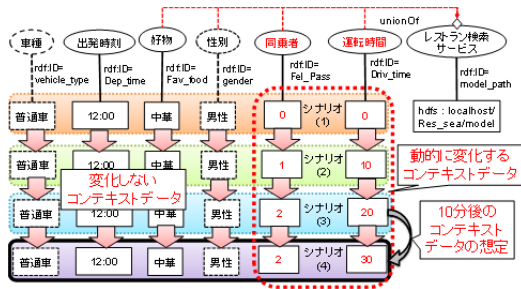 unionOf
車種
出発時刻
好物
性別
同乗者
運転時間
レストラン検索
サービス
rdf:ID=
vehicle_type
rdf:ID=
Dep_time
rdf:ID=
Fav_food
rdf:ID=
gender
rdf:ID=
Fel_Pass
rdf:ID=
Driv_time
rdf:ID=
model_path
hdfs : localhost/
Res_sea/model
普通車
12:00
中華
男性
0
シナリオ
(1)
0
普通車
12:00
中華
男性
1
シナリオ
(2)
10
変化しない
コンテキストデータ
動的に変化する
コンテキストデータ
普通車
12:00
中華
男性
2
シナリオ
(3)
20
10分後の
コンテキスト
データの想定
普通車
12:00
中華
男性
2
シナリオ
(4)
30